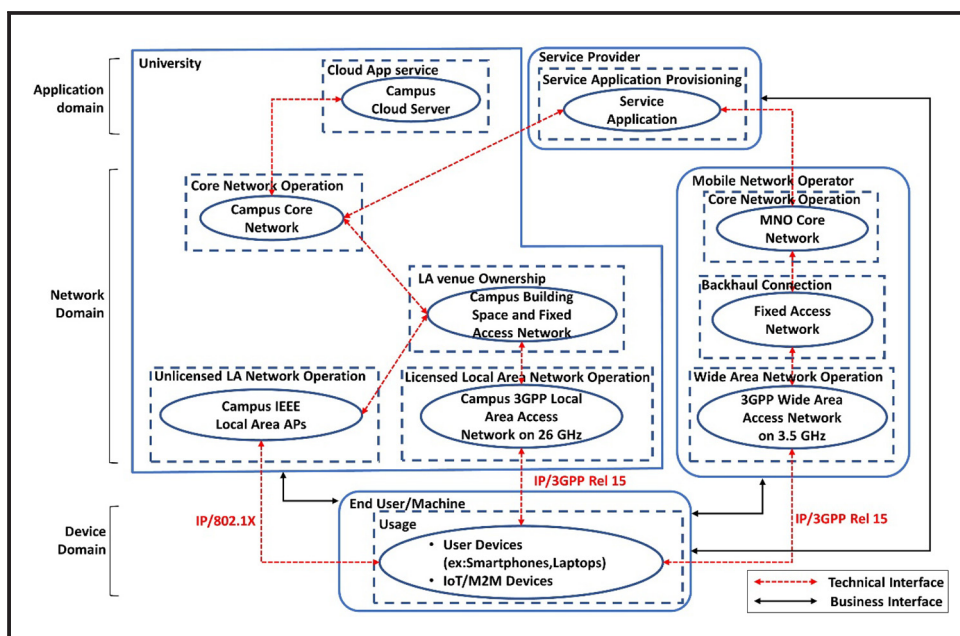 University
Service Provider
Application
domain
Cloud App service
Campus
Cloud Server
Service Application Provisioning
Service
Application
Network
Domain
Core Network Operation
Campus Core
Network
Mobile Network Operator
Core Network Operation
MNO Core
Network
LA venue Ownership
Campus Building
Space and Fixed
Access Network
Backhaul Connection
Fixed Access
Network
Unlicensed LA Network Operation
Campus IEEE
Local Area APs
Licensed Local Area Network Operation
Campus 3GPP Local
Area Access
Network on 26 GHz
Wide Area Network Operation
3GPP Wide Area
Access Network
on 3.5 GHz
IP/802.1X
IP/3GPP Rel 15
IP/3GPP Rel 15
Device
Domain
End User/Machine
Usage
• User Devices
(ex:Smartphones,Laptops)
• IoT/M2M Devices
Technical Interface
Business Interface